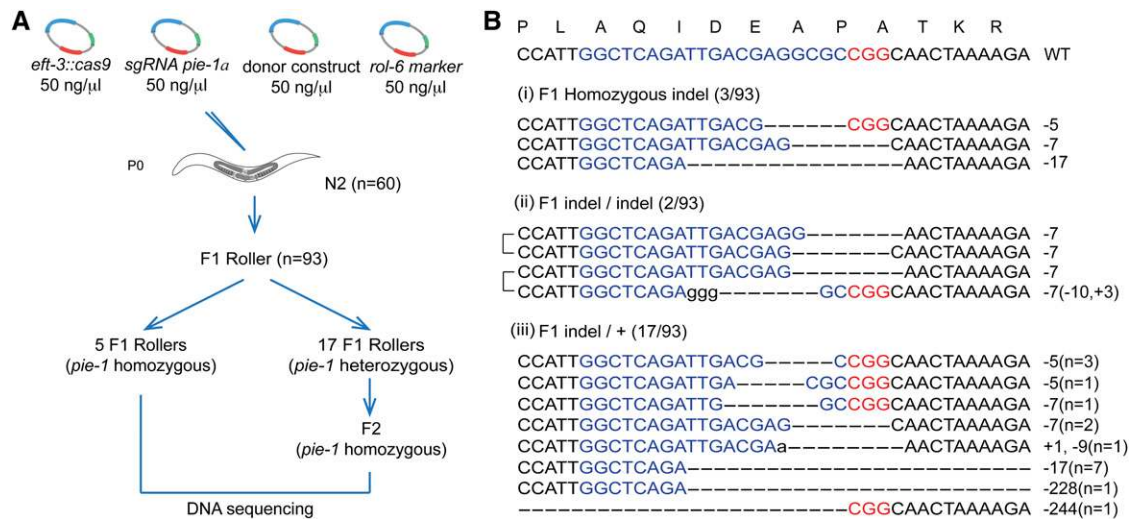 A
eft-3::cas9
50 ng/µl
sgRNA pie-1a
50 ng/µl
donor construct
50 ng/µl
rol-6 marker
50 ng/µl
P0
N2 (n=60)
F1 Roller (n=93)
5 F1 Rollers
(pie-1 homozygous)
17 F1 Rollers
(pie-1 heterozygous)
F2
(pie-1 homozygous)
DNA sequencing
B
P L A Q I D E A P A T K R
CCATTGGCTCAGATTGACGAGGCGCCGGCAACTAAAAGA WT
(i) F1 Homozygous indel (3/93)
CCATTGGCTCAGATTGACG——————CGGCAACTAAAAGA -5
CCATTGGCTCAGATTGACGAG———————CAACTAAAAGA -7
CCATTGGCTCAGA————————————————AACTAAAAGA -17
(ii) F1 indel / indel (2/93)
CCATTGGCTCAGATTGACGAGG———————AACTAAAAGA -7
CCATTGGCTCAGATTGACGAG———————CAACTAAAAGA -7
CCATTGGCTCAGATTGACGAG———————AACTAAAAGA -7
CCATTGGCTCAGAggg———————GCCGGCAACTAAAAGA -7(-10,+3)
(iii) F1 indel / + (17/93)
CCATTGGCTCAGATTGACG—————CCGGCAACTAAAAGA -5(n=3)
CCATTGGCTCAGATTGA—————CGCCGGCAACTAAAAGA -5(n=1)
CCATTGGCTCAGATTG———————GCCGGCAACTAAAAGA -7(n=1)
CCATTGGCTCAGATTGACGAG———————CAACTAAAAGA -7(n=2)
CCATTGGCTCAGATTGACGAa————————AACTAAAAGA +1, -9(n=1)
CCATTGGCTCAGA————————————————————————— -17(n=7)
CCATTGGCTCAGA————————————————————————— -228(n=1)
————————————————————————CGGCAACTAAAAGA -244(n=1)